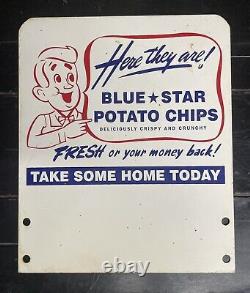 Here they are!
BLUE ★ STAR
POTATO CHIPS
DELICIOUSLY CRISPY AND CRUNCHY
FRESH or your money back!
TAKE SOME HOME TODAY